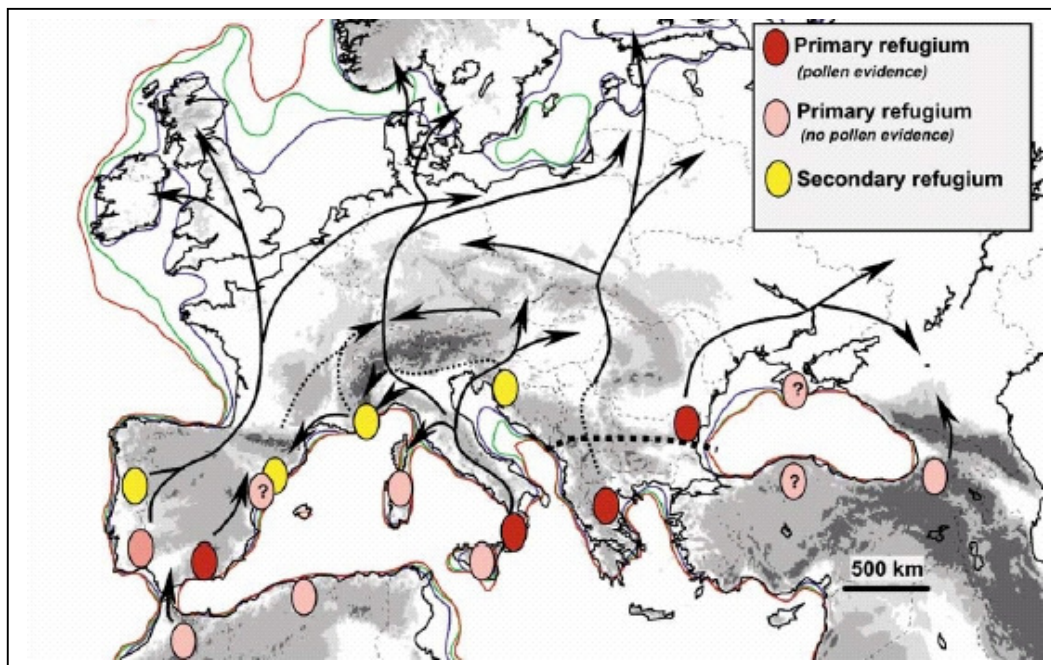 Primary refugium
(pollen evidence)
Primary refugium
(no pollen evidence)
Secondary refugium
?
?
?
500 km